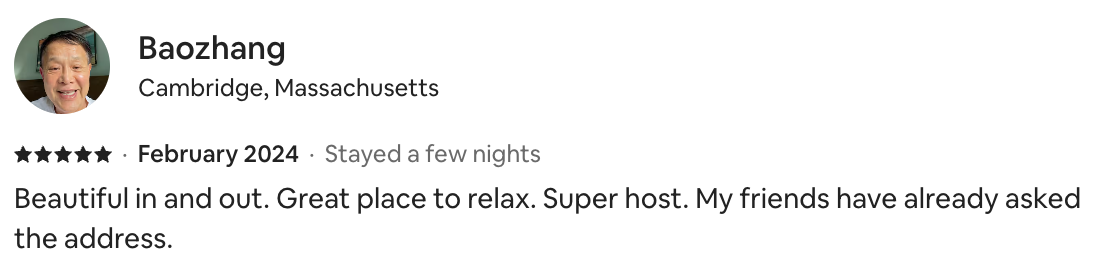 Baozhang
Cambridge, Massachusetts
★★★★★ · February 2024 · Stayed a few nights
Beautiful in and out. Great place to relax. Super host. My friends have already asked
the address.